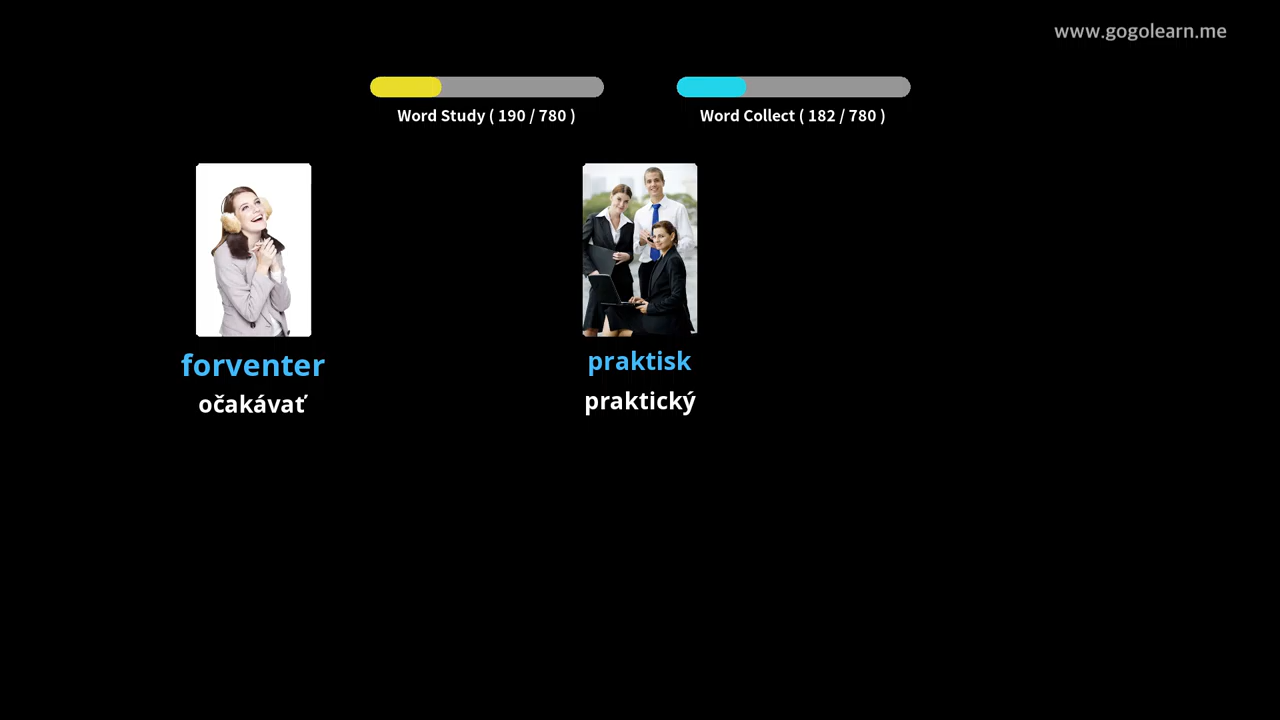 www.gogolearn.me
Word Study ( 190 / 780 )
Word Collect ( 182 / 780 )
forventer
očakávať
praktisk
praktický